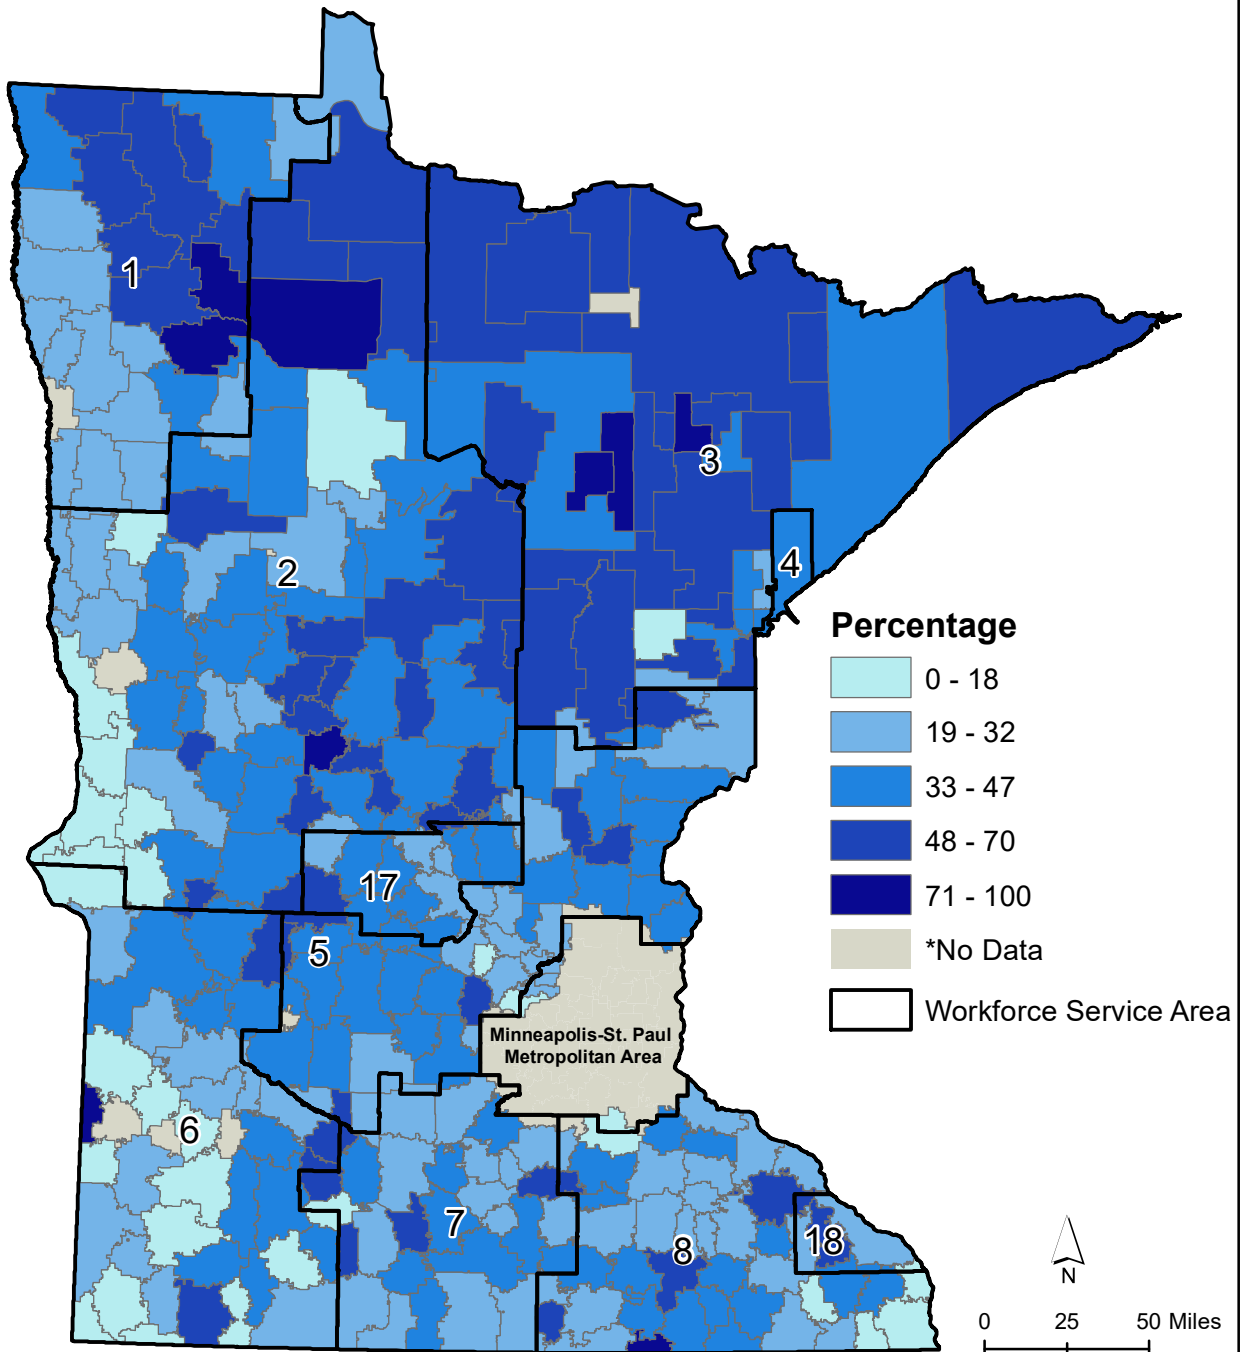 1
3
4
2
Percentage
0 - 18
19 - 32
33 - 47
48 - 70
71 - 100
*No Data
Workforce Service Area
17
5
Minneapolis-St. Paul
Metropolitan Area
6
7
8
18
N
0 25 50 Miles